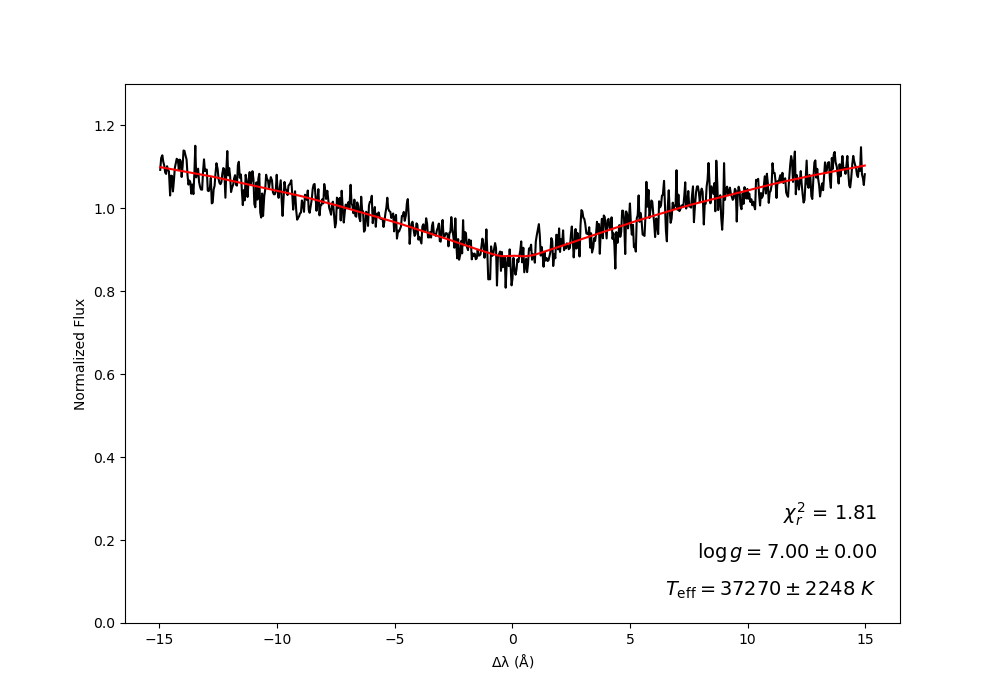 1.2
1.0
0.8
0.6
0.4
0.2
0.0
Normalized Flux
χ²ᵣ = 1.81
log g = 7.00 ± 0.00
T_eff = 37270 ± 2248 K
−15 −10 −5 0 5 10 15
Δλ (Å)